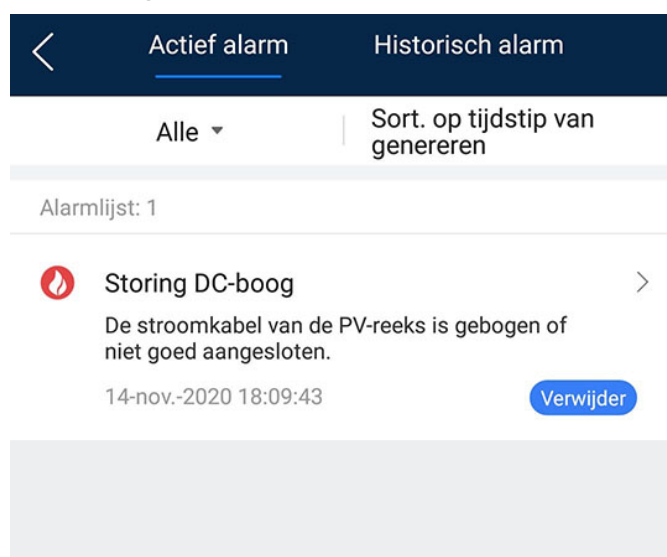 Actief alarm
Historisch alarm
Alle
Sort. op tijdstip van
genereren
Alarmlijst: 1
Storing DC-boog
De stroomkabel van de PV-reeks is gebogen of
niet goed aangesloten.
14-nov.-2020 18:09:43
Verwijder